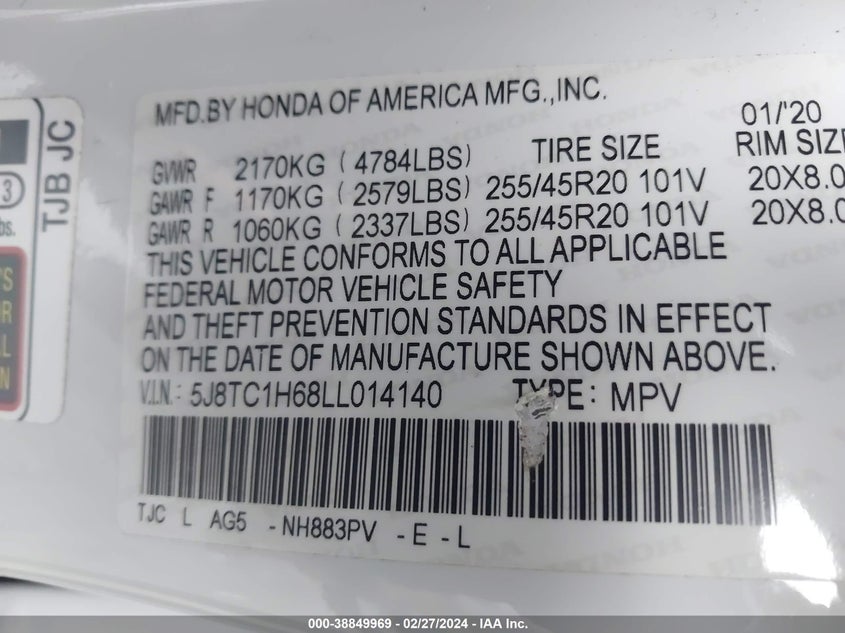 MFD.BY HONDA OF AMERICA MFG.,INC.
01/'20
TIRE SIZE RIM SIZE
GVWR 2170KG (4784LBS)
GAWR F 1170KG (2579LBS) 255/45R20 101V 20X8.0
GAWR R 1060KG (2337LBS) 255/45R20 101V 20X8.0
THIS VEHICLE CONFORMS TO ALL APPLICABLE
FEDERAL MOTOR VEHICLE SAFETY
AND THEFT PREVENTION STANDARDS IN EFFECT
ON THE DATE OF MANUFACTURE SHOWN ABOVE.
V.I.N.: 5J8TC1H68LL014140 TYPE: MPV
TJC L AG5 -NH883PV -E-L
TJB JC
3
bs.
000-38849969 - 02/27/2024 - IAA Inc.